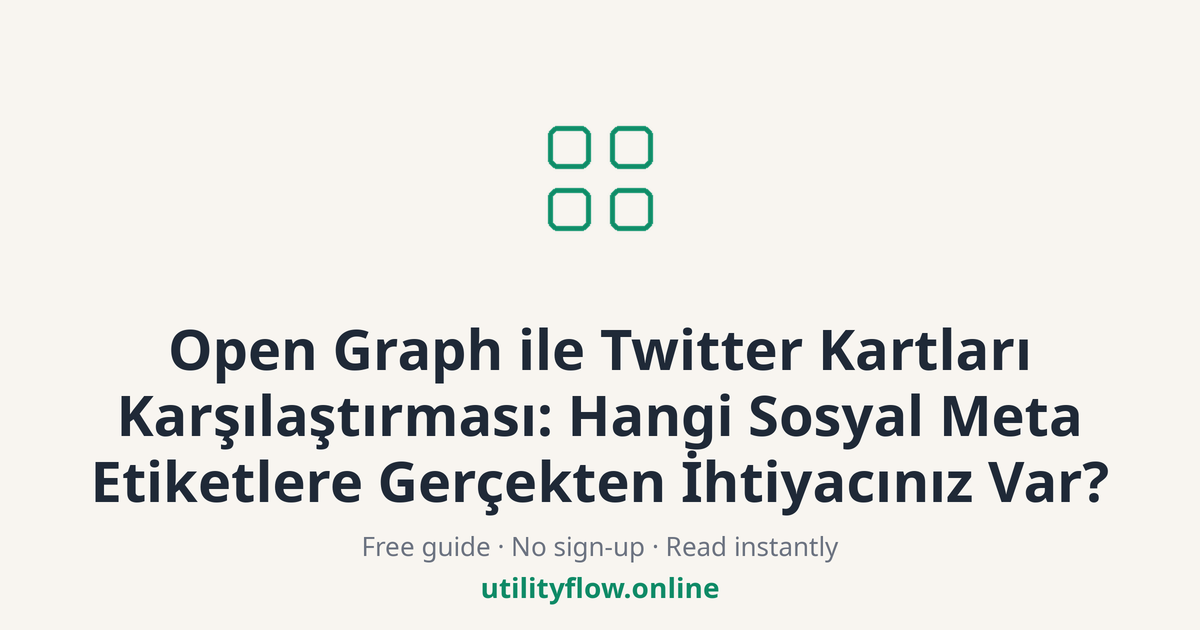 Open Graph ile Twitter Kartları
Karşılaştırması: Hangi Sosyal Meta
Etiketlere Gerçekten İhtiyacınız Var?
Free guide · No sign-up · Read instantly
utilityflow.online